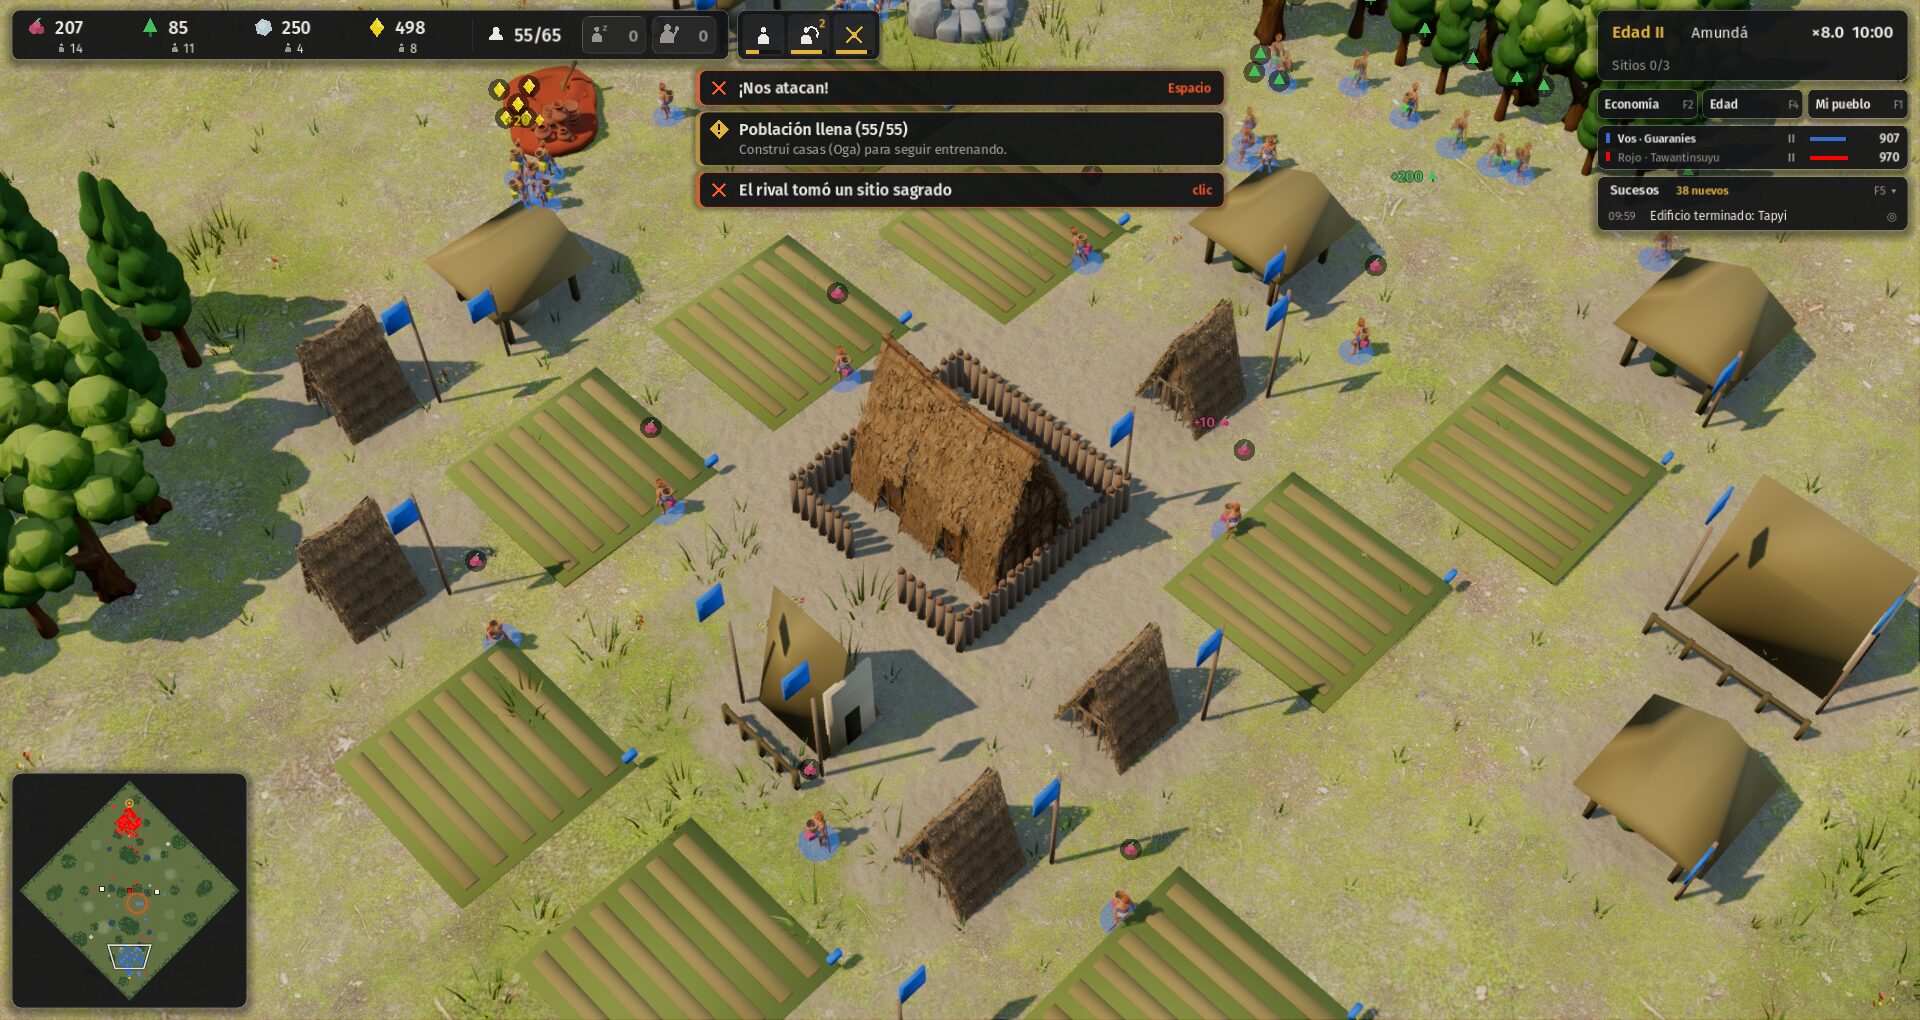 207
85
250
498
55/65
0
0
2
14
11
4
8
¡Nos atacan!
Espacio
Población llena (55/55)
Construí casas (Oga) para seguir entrenando.
El rival tomó un sitio sagrado
clic
Edad II
Amundá
×8.0 10:00
Sitios 0/3
Economía F2
Edad F4
Mi pueblo F1
Vos · Guaraníes II 907
Rojo · Tawantinsuyu II 970
Sucesos 38 nuevos F5
09:59 Edificio terminado: Tapyi
+200
+10